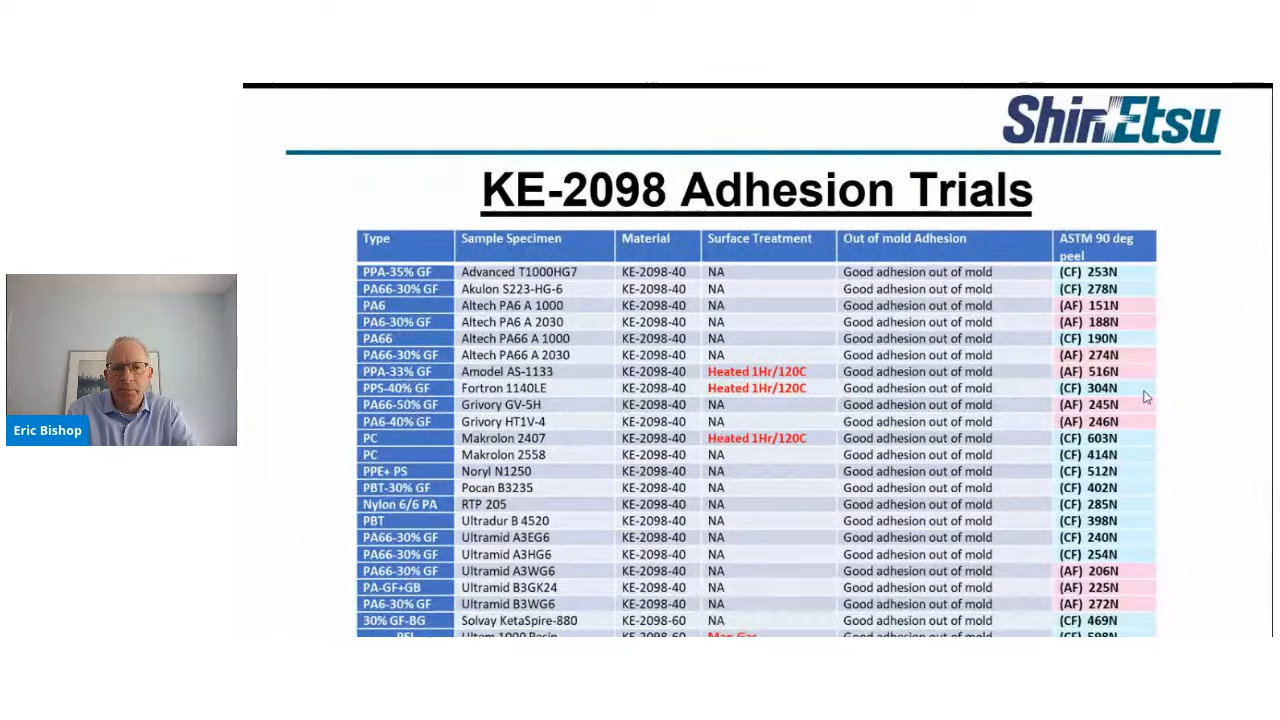 ShinEtsu
KE-2098 Adhesion Trials
Type Sample Specimen Material Surface Treatment Out of mold Adhesion ASTM 90 deg peel
PPA-35% GF Advanced T1000HG7 KE-2098-40 NA Good adhesion out of mold (CF) 253N
PA66-30% GF Akulon S223-HG-6 KE-2098-40 NA Good adhesion out of mold (CF) 278N
PA6 Altech PA6 A 1000 KE-2098-40 NA Good adhesion out of mold (AF) 151N
PA6-30% GF Altech PA6 A 2030 KE-2098-40 NA Good adhesion out of mold (AF) 188N
PA66 Altech PA66 A 1000 KE-2098-40 NA Good adhesion out of mold (CF) 190N
PA66-30% GF Altech PA66 A 2030 KE-2098-40 NA Good adhesion out of mold (AF) 274N
PPA-33% GF Amodel AS-1133 KE-2098-40 Heated 1Hr/120C Good adhesion out of mold (AF) 516N
PPS-40% GF Fortron 1140LE KE-2098-40 Heated 1Hr/120C Good adhesion out of mold (CF) 304N
PA66-50% GF Grivory GV-5H KE-2098-40 NA Good adhesion out of mold (AF) 245N
PA6-40% GF Grivory HT1V-4 KE-2098-40 NA Good adhesion out of mold (AF) 246N
PC Makrolon 2407 KE-2098-40 Heated 1Hr/120C Good adhesion out of mold (CF) 603N
PC Makrolon 2558 KE-2098-40 NA Good adhesion out of mold (CF) 414N
PPE+ PS Noryl N1250 KE-2098-40 NA Good adhesion out of mold (CF) 512N
PBT-30% GF Pocan B3235 KE-2098-40 NA Good adhesion out of mold (CF) 402N
Nylon 6/6 PA RTP 205 KE-2098-40 NA Good adhesion out of mold (CF) 285N
PBT Ultradur B 4520 KE-2098-40 NA Good adhesion out of mold (CF) 398N
PA66-30% GF Ultramid A3EG6 KE-2098-40 NA Good adhesion out of mold (CF) 240N
PA66-30% GF Ultramid A3HG6 KE-2098-40 NA Good adhesion out of mold (CF) 254N
PA66-30% GF Ultramid A3WG6 KE-2098-40 NA Good adhesion out of mold (AF) 206N
PA-GF+GB Ultramid B3GK24 KE-2098-40 NA Good adhesion out of mold (AF) 225N
PA6-30% GF Ultramid B3WG6 KE-2098-40 NA Good adhesion out of mold (AF) 272N
30% GF-BG Solvay KetaSpire-880 KE-2098-60 NA Good adhesion out of mold (CF) 469N
Eric Bishop